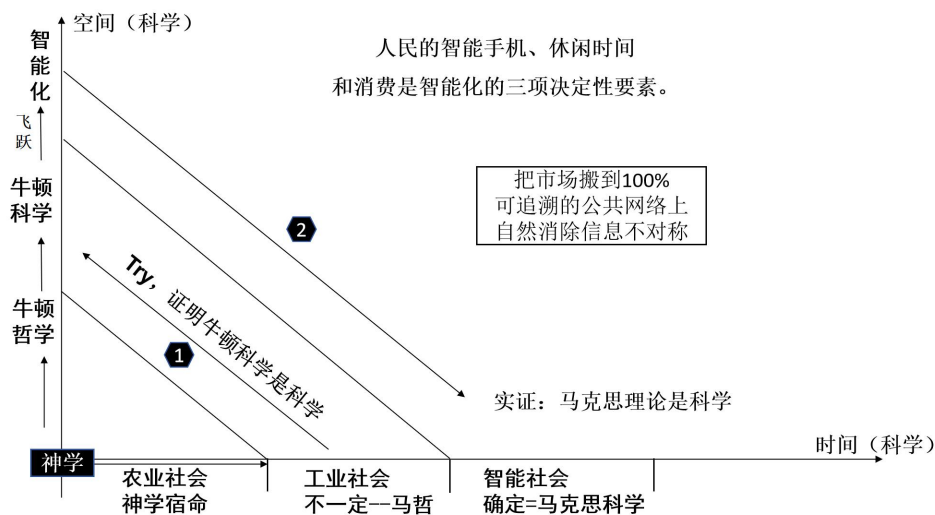 空间（科学）
人民的智能手机、休闲时间
和消费是智能化的三项决定性要素。
智
能
化
飞
跃
牛顿
科学
把市场搬到100%
可追溯的公共网络上
自然消除信息不对称
2
Try，证明牛顿科学是科学
牛顿
哲学
1
实证：马克思理论是科学
时间（科学）
神学
农业社会
神学宿命
工业社会
不一定--马哲
智能社会
确定=马克思科学